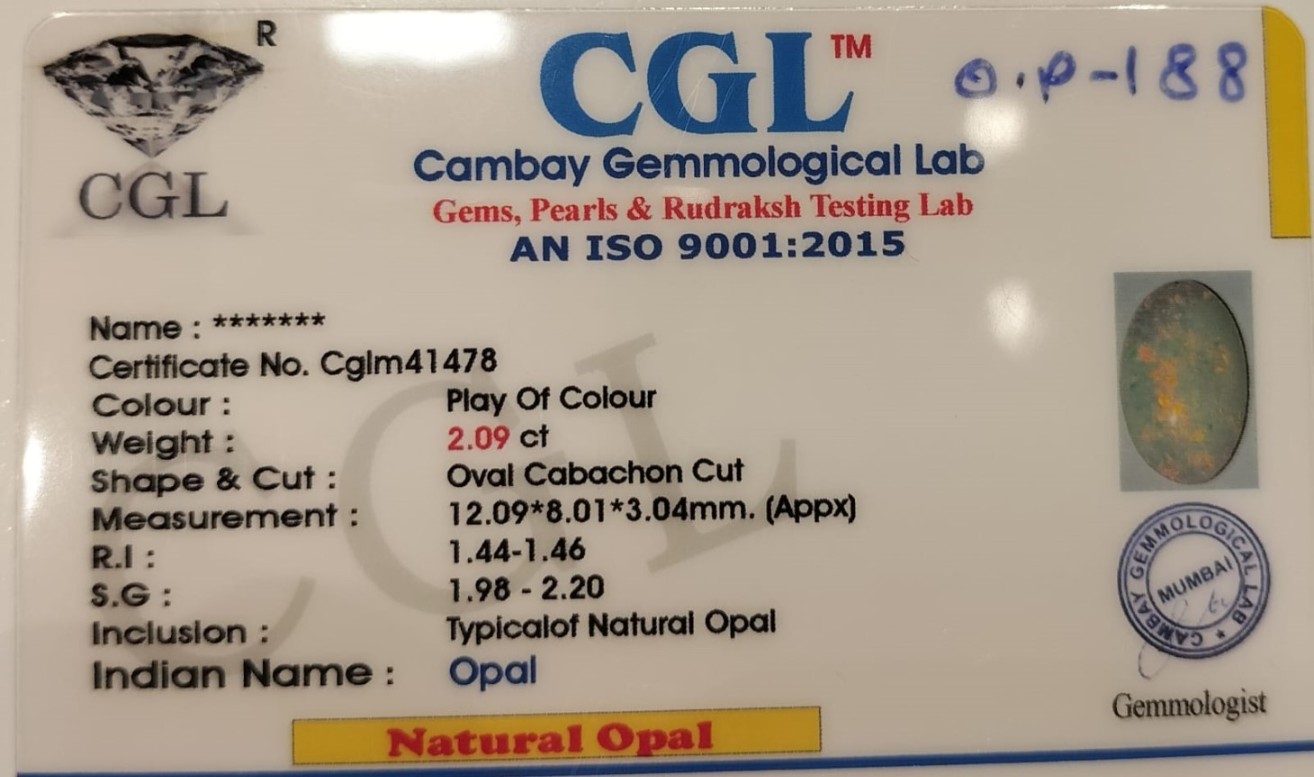 R
CGL
CGL™
O.P-188
Cambay Gemmological Lab
Gems, Pearls & Rudraksh Testing Lab
AN ISO 9001:2015
Name : *******
Certificate No. Cglm41478
Colour : Play Of Colour
Weight : 2.09 ct
Shape & Cut : Oval Cabachon Cut
Measurement : 12.09*8.01*3.04mm. (Appx)
R.I : 1.44-1.46
S.G : 1.98 - 2.20
Inclusion : Typicalof Natural Opal
Indian Name : Opal
Natural Opal
CGL
CAMBAY GEMMOLOGICAL LAB
MUMBAI
Gemmologist